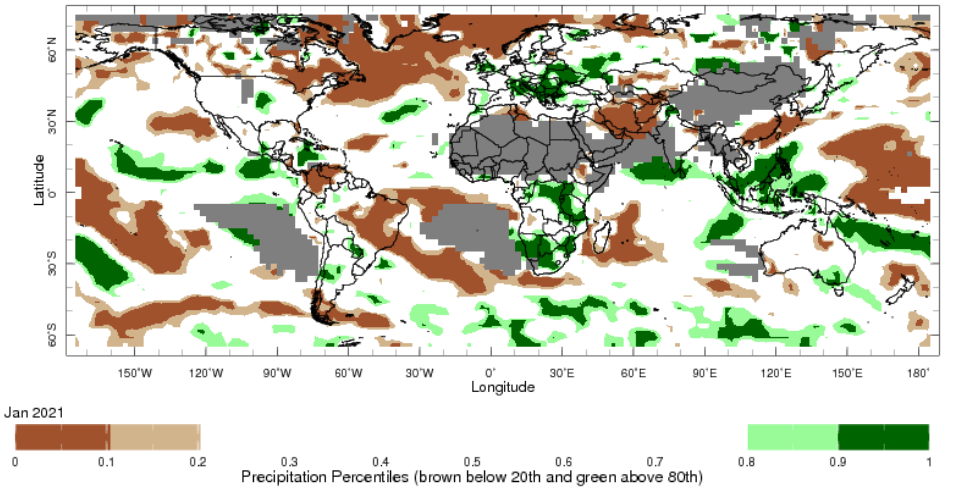 60°N
30°N
0°
30°S
60°S
Latitude
150°W 120°W 90°W 60°W 30°W 0° 30°E 60°E 90°E 120°E 150°E 180°
Longitude
Jan 2021
0 0.1 0.2 0.3 0.4 0.5 0.6 0.7 0.8 0.9 1
Precipitation Percentiles (brown below 20th and green above 80th)